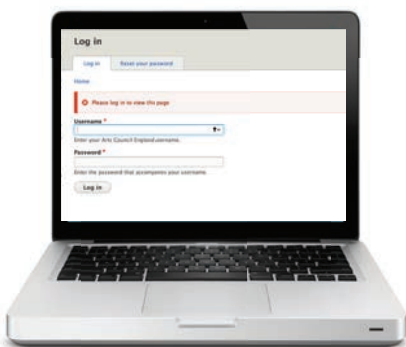 Log in
Log in Reset your password
Home
Please log in to view this page
Username *
Enter your Arts Council England username.
Password *
Enter the password that accompanies your username.
Log in